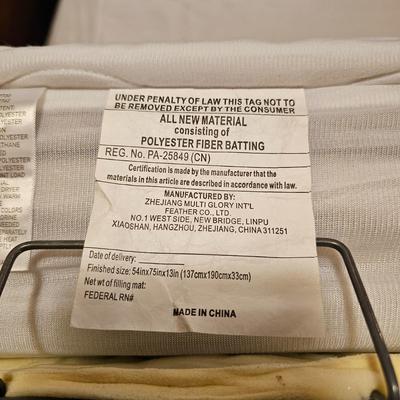 UNDER PENALTY OF LAW THIS TAG NOT TO
BE REMOVED EXCEPT BY THE CONSUMER
ALL NEW MATERIAL
consisting of
POLYESTER FIBER BATTING
REG. No. PA-25849 (CN)
Certification is made by the manufacturer that the
materials in this article are described in accordance with law.
MANUFACTURED BY:
ZHEJIANG MULTI GLORY INT'L
FEATHER CO., LTD.
NO.1 WEST SIDE, NEW BRIDGE, LINPU
XIAOSHAN, HANGZHOU, ZHEJIANG, CHINA 311251
Date of delivery:
Finished size: 54inx75inx13in (137cmx190cmx33cm)
Net wt of filling mat:
FEDERAL RN#
MADE IN CHINA
COLORS
HEAT